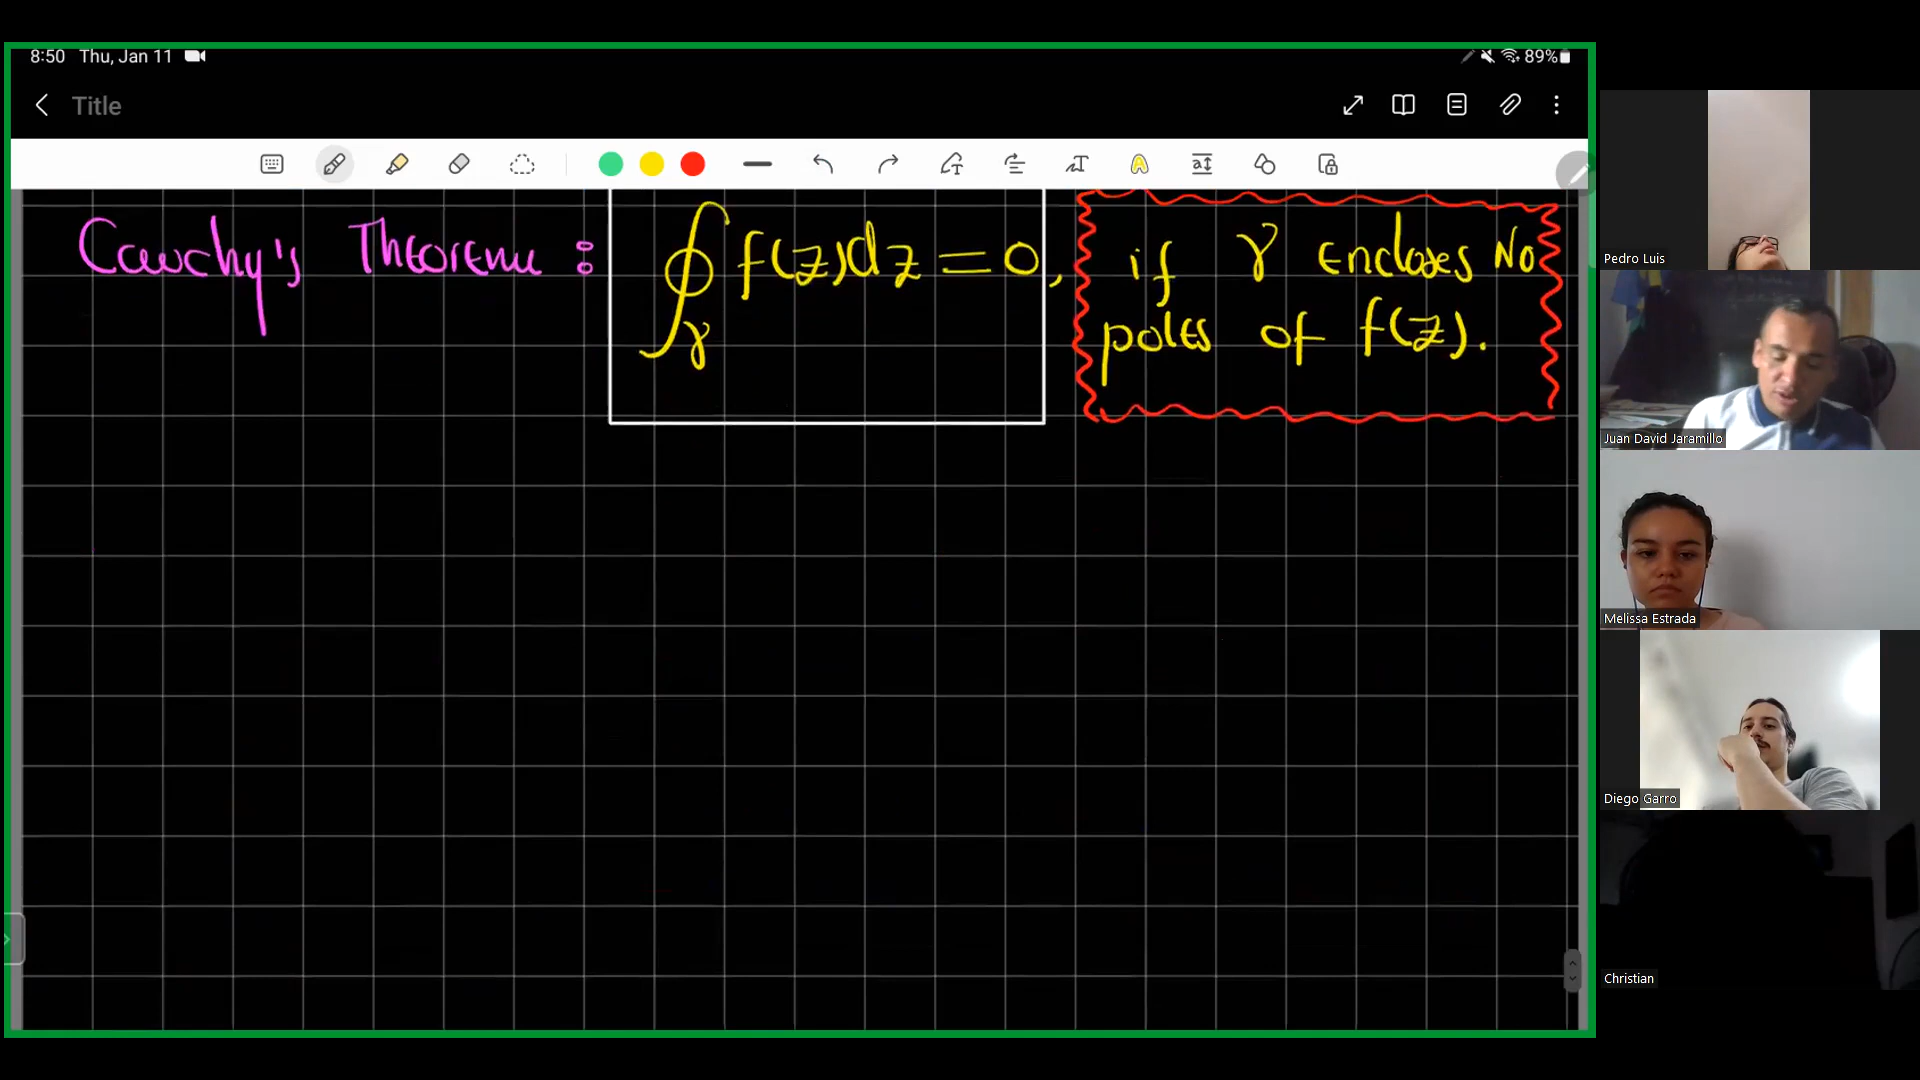 8:50 Thu, Jan 11
89%
Title
Cauchy's Theorem :
∮γ f(z)dz = 0,
if γ encloses No
poles of f(z).
Pedro Luis
Juan David Jaramillo
Melissa Estrada
Diego Garro
Christian